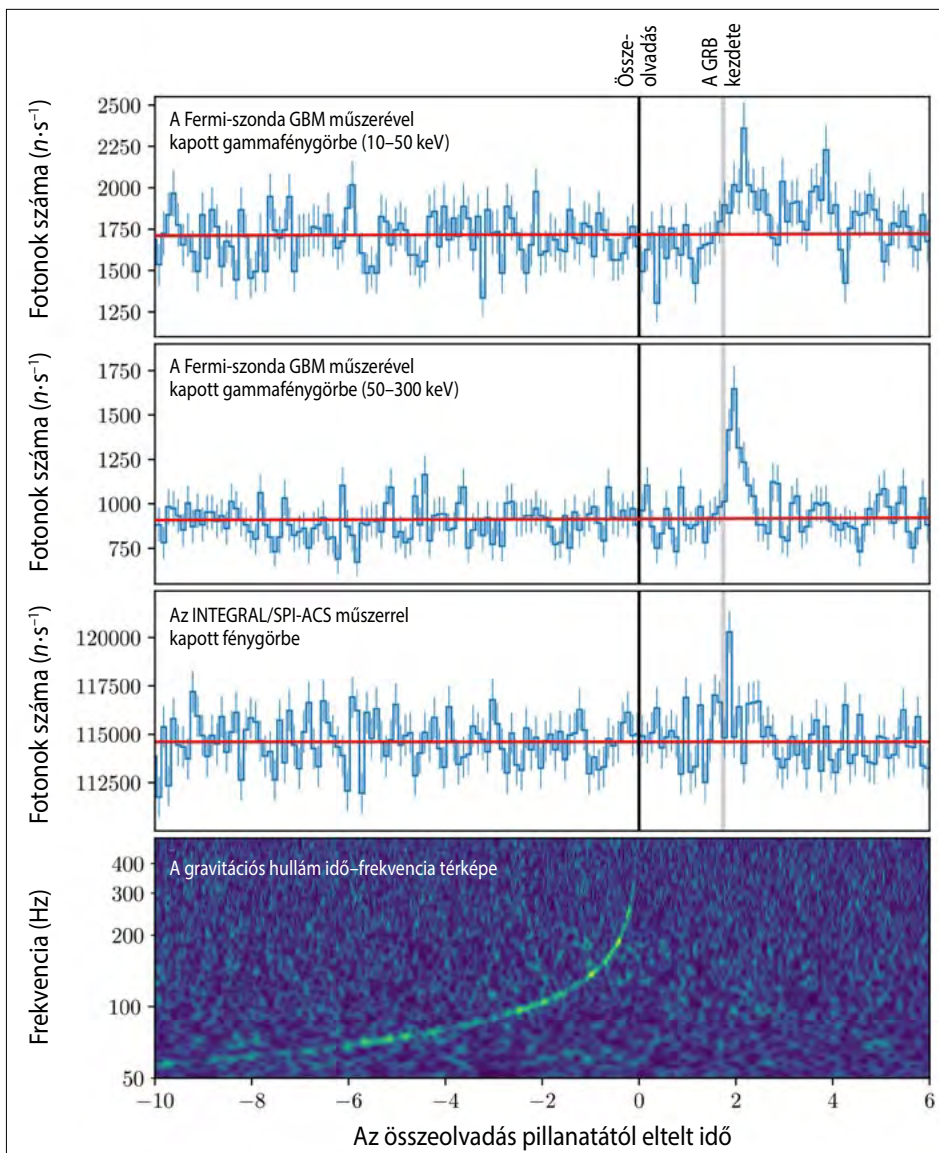 Össze-
olvadás
A GRB
kezdete
Fotonok száma (n·s⁻¹)
2500
2250
2000
1750
1500
1250
A Fermi-szonda GBM műszerével
kapott gammafénygörbe (10–50 keV)
Fotonok száma (n·s⁻¹)
1750
1500
1250
1000
750
A Fermi-szonda GBM műszerével
kapott gammafénygörbe (50–300 keV)
Fotonok száma (n·s⁻¹)
120000
117500
115000
112500
Az INTEGRAL/SPI-ACS műszerrel
kapott fénygörbe
Frekvencia (Hz)
400
300
200
100
50
A gravitációs hullám idő–frekvencia térképe
−10 −8 −6 −4 −2 0 2 4 6
Az összeolvadás pillanatától eltelt idő